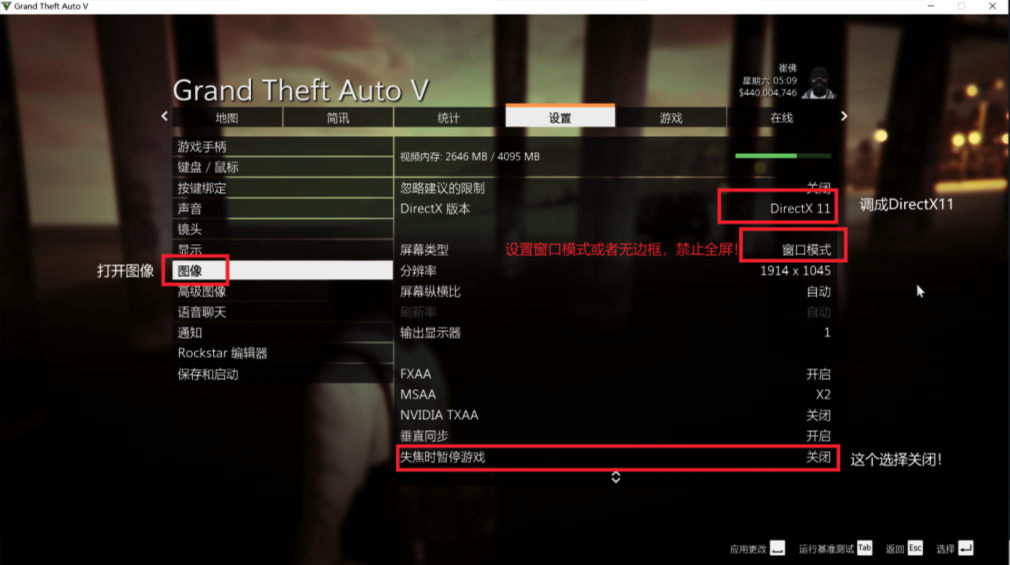 Grand Theft Auto V
Grand Theft Auto V
崔佛
星期六 05:09
$440,004,746
地图 简讯 统计 设置 游戏 在线
游戏手柄
视频内存: 2646 MB / 4095 MB
键盘 / 鼠标
按键绑定
忽略建议的限制 关闭
声音
DirectX 版本 DirectX 11
调成DirectX11
镜头
显示
屏幕类型 设置窗口模式或者无边框，禁止全屏！ 窗口模式
打开图像 图像
分辨率 1914 x 1045
高级图像
屏幕纵横比 自动
语音聊天
刷新率 自动
通知
输出显示器 1
Rockstar 编辑器
保存和启动
FXAA 开启
MSAA X2
NVIDIA TXAA 关闭
垂直同步 开启
失焦时暂停游戏 关闭 这个选择关闭！
应用更改 运行基准测试 Tab 返回 Esc 选择